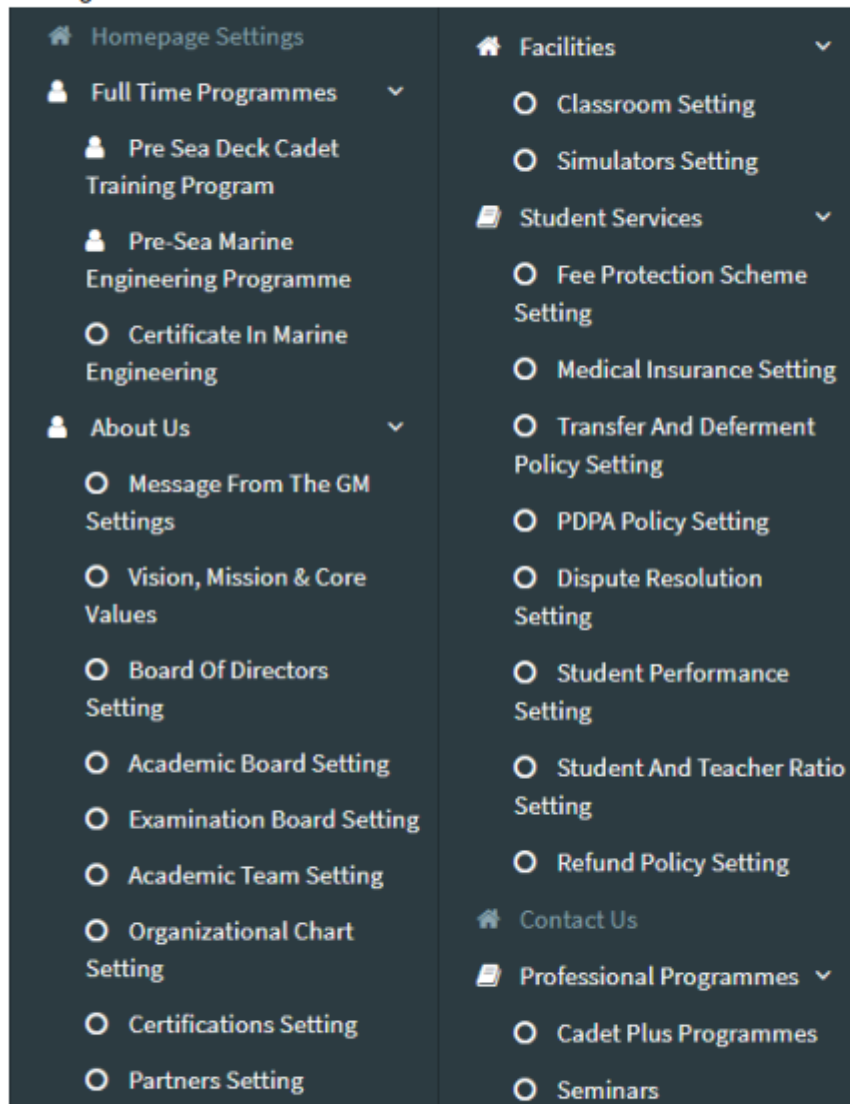 Homepage Settings
Full Time Programmes
Pre Sea Deck Cadet
Training Program
Pre-Sea Marine
Engineering Programme
Certificate In Marine
Engineering
About Us
Message From The GM
Settings
Vision, Mission & Core
Values
Board Of Directors
Setting
Academic Board Setting
Examination Board Setting
Academic Team Setting
Organizational Chart
Setting
Certifications Setting
Partners Setting
Facilities
Classroom Setting
Simulators Setting
Student Services
Fee Protection Scheme
Setting
Medical Insurance Setting
Transfer And Deferment
Policy Setting
PDPA Policy Setting
Dispute Resolution
Setting
Student Performance
Setting
Student And Teacher Ratio
Setting
Refund Policy Setting
Contact Us
Professional Programmes
Cadet Plus Programmes
Seminars